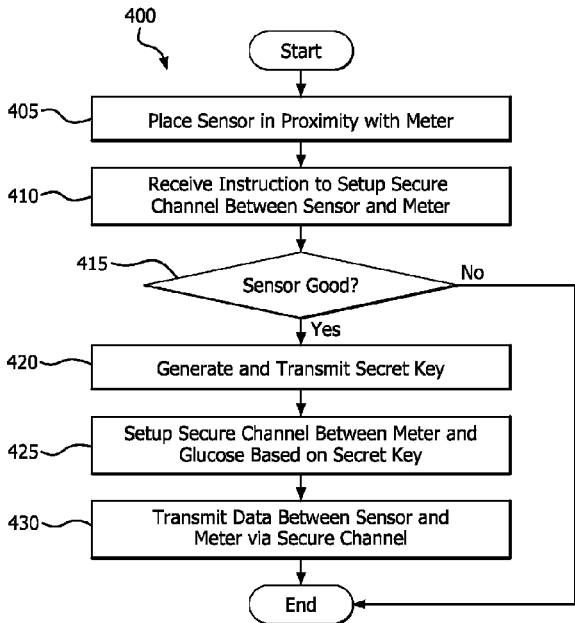 400
Start
405
Place Sensor in Proximity with Meter
410
Receive Instruction to Setup Secure
Channel Between Sensor and Meter
415
Sensor Good?
No
Yes
420
Generate and Transmit Secret Key
425
Setup Secure Channel Between Meter and
Glucose Based on Secret Key
430
Transmit Data Between Sensor and
Meter via Secure Channel
End